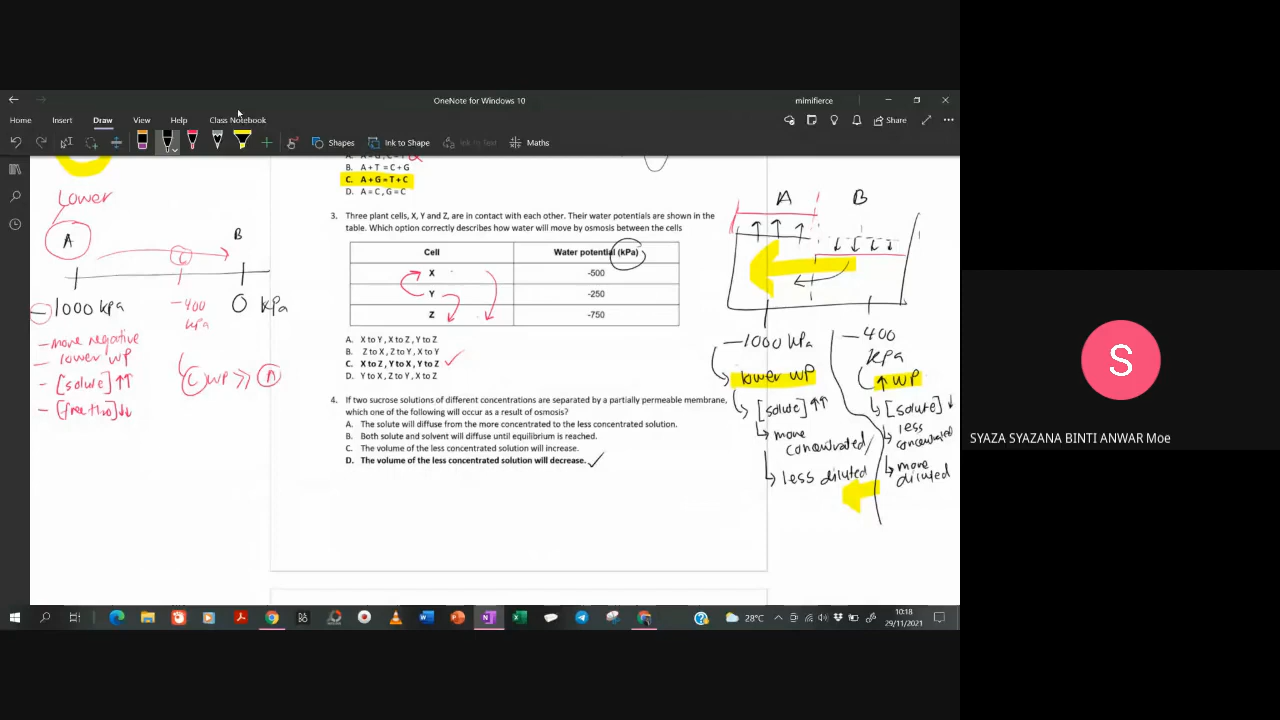 OneNote for Windows 10
mimifierce
Home Insert Draw View Help Class Notebook
Share
Shapes Ink to Shape Ink to Text Maths
B. A + T = C + G
C. A + G = T + C
D. A = C, G = C
3. Three plant cells, X, Y and Z, are in contact with each other. Their water potentials are shown in the
table. Which option correctly describes how water will move by osmosis between the cells
Cell Water potential (kPa)
X -500
Y -250
Z -750
A. X to Y, X to Z, Y to Z
B. Z to X, Z to Y, X to Y
C. X to Z, Y to X, Y to Z
D. Y to X, Z to Y, X to Z
4. If two sucrose solutions of different concentrations are separated by a partially permeable membrane,
which one of the following will occur as a result of osmosis?
A. The solute will diffuse from the more concentrated to the less concentrated solution.
B. Both solute and solvent will diffuse until equilibrium is reached.
C. The volume of the less concentrated solution will increase.
D. The volume of the less concentrated solution will decrease.
Lower
A
C
B
-1000 kPa
-400
kPa
0 kPa
- more negative
- lower WP
- [solute] ↑↑
- [free H2O] ↓↓
C WP >> A
A B
-1000 kPa
lower WP
[solute] ↑↑
more
concentrated/
less diluted
-400
kPa
↑ WP
[solute] ↓
less
concentrated
more
diluted
S
SYAZA SYAZANA BINTI ANWAR Moe
28°C
10:18
29/11/2021